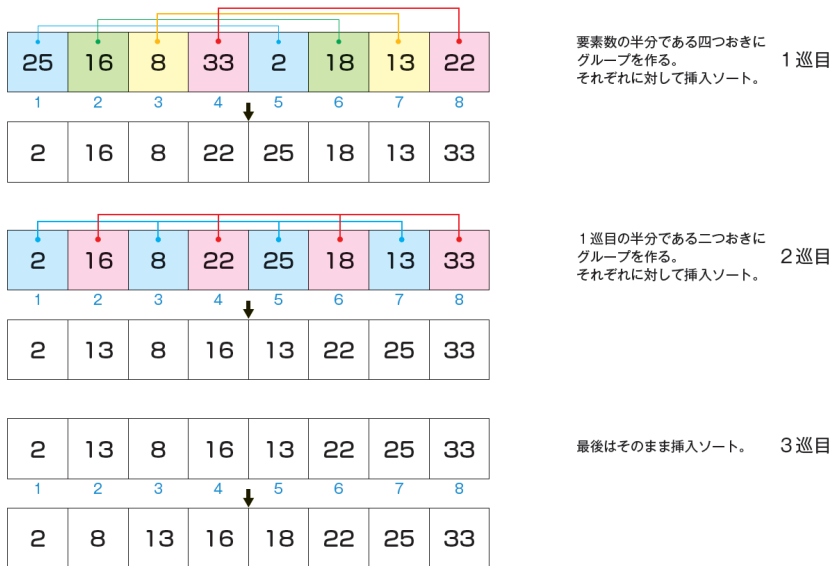 25 16 8 33 2 18 13 22
1 2 3 4 5 6 7 8
2 16 8 22 25 18 13 33
要素数の半分である四つおきに
グループを作る。
それぞれに対して挿入ソート。
1巡目
2 16 8 22 25 18 13 33
1 2 3 4 5 6 7 8
2 13 8 16 13 22 25 33
1巡目の半分である二つおきに
グループを作る。
それぞれに対して挿入ソート。
2巡目
2 13 8 16 13 22 25 33
1 2 3 4 5 6 7 8
2 8 13 16 18 22 25 33
最後はそのまま挿入ソート。
3巡目